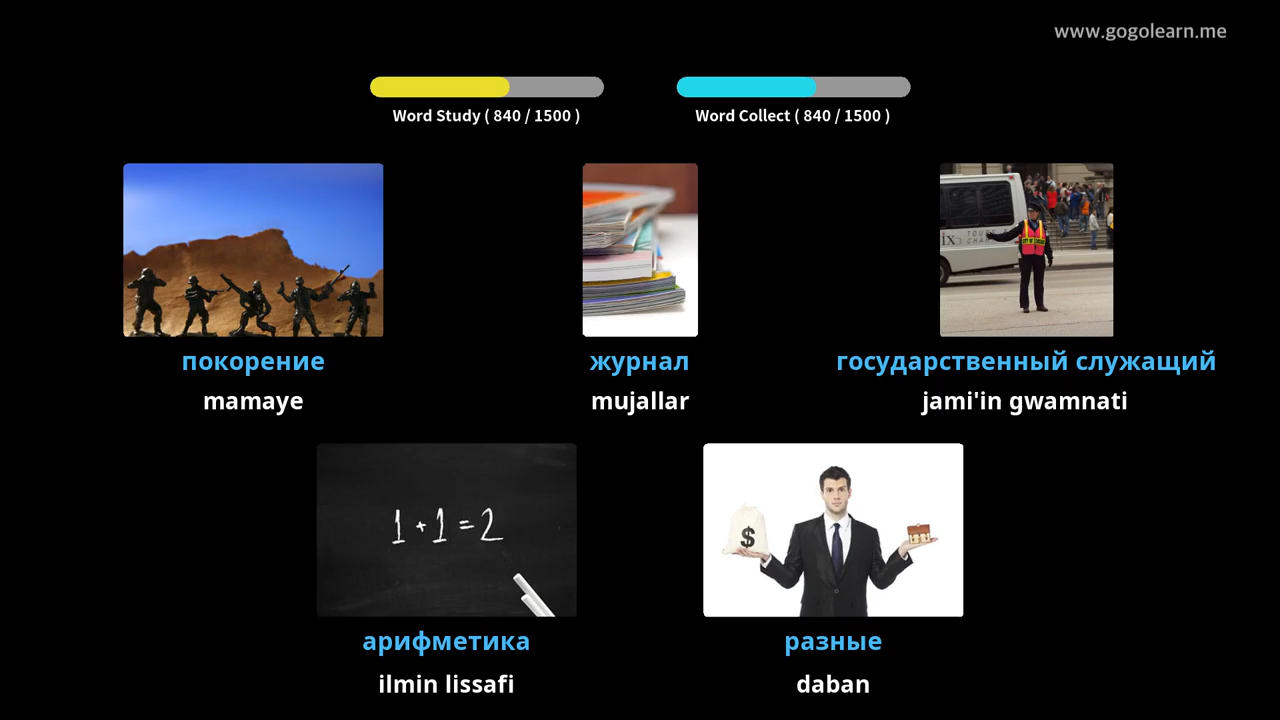 www.gogolearn.me
Word Study ( 840 / 1500 )
Word Collect ( 840 / 1500 )
покорение
mamaye
журнал
mujallar
государственный служащий
jami'in gwamnati
1 + 1 = 2
$
арифметика
ilmin lissafi
разные
daban